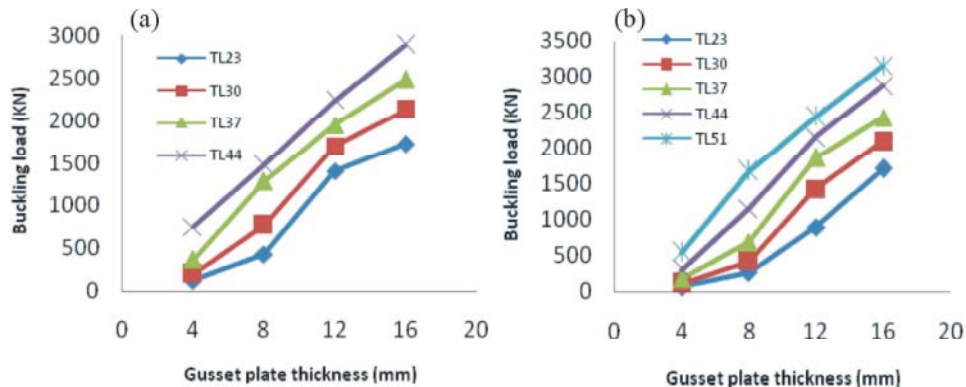 (a)
Buckling load (KN)
3000
2500
2000
1500
1000
500
0
TL23
TL30
TL37
TL44
0 4 8 12 16 20
Gusset plate thickness (mm)
(b)
Buckling load (KN)
3500
3000
2500
2000
1500
1000
500
0
TL23
TL30
TL37
TL44
TL51
0 4 8 12 16 20
Gusset plate thickness (mm)